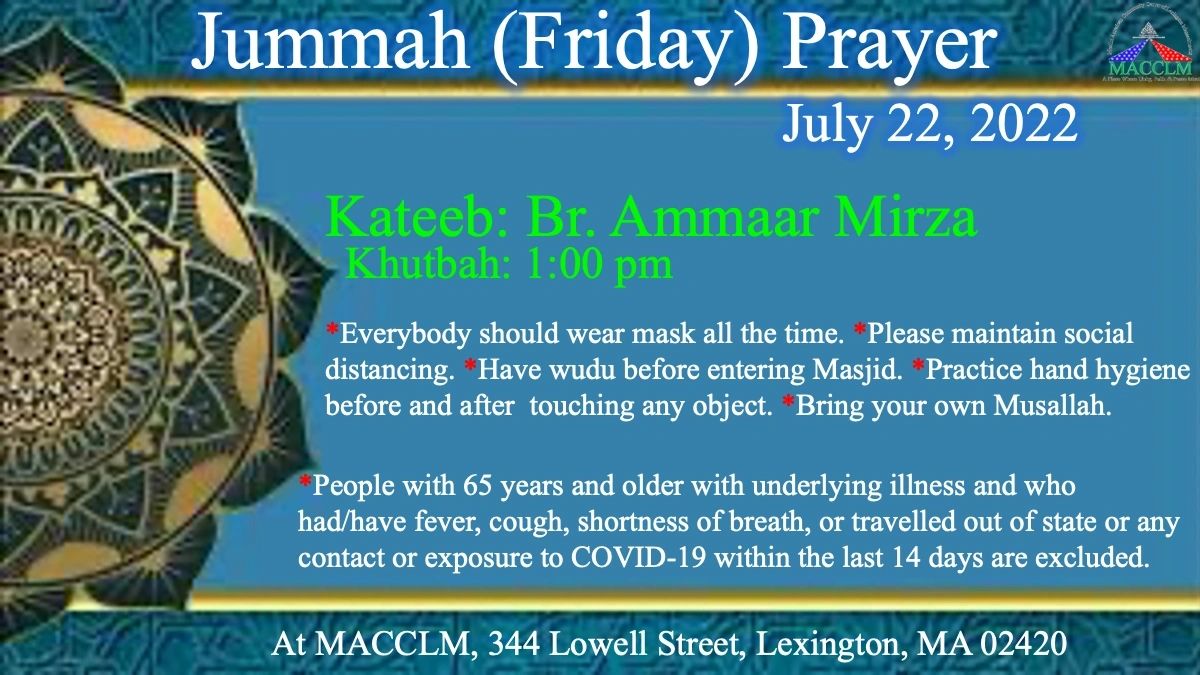 Jummah (Friday) Prayer
MACCLM
July 22, 2022
Kateeb: Br. Ammaar Mirza
Khutbah: 1:00 pm
*Everybody should wear mask all the time. *Please maintain social
distancing. *Have wudu before entering Masjid. *Practice hand hygiene
before and after  touching any object. *Bring your own Musallah.
*People with 65 years and older with underlying illness and who
had/have fever, cough, shortness of breath, or travelled out of state or any
contact or exposure to COVID-19 within the last 14 days are excluded.
At MACCLM, 344 Lowell Street, Lexington, MA 02420